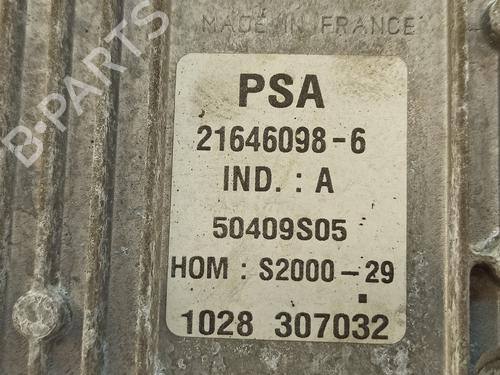 MADE IN FRANCE
PSA
21646098-6
IND. : A
50409S05
HOM : S2000-29
1028 307032
B-PARTS